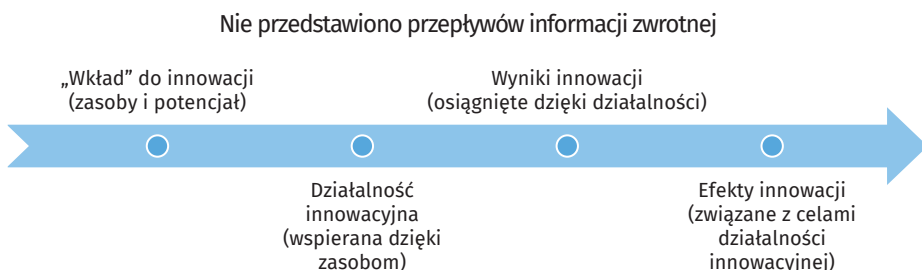 Nie przedstawiono przepływów informacji zwrotnej
„Wkład” do innowacji
(zasoby i potencjał)
Wyniki innowacji
(osiągnięte dzięki działalności)
Działalność
innowacyjna
(wspierana dzięki
zasobom)
Efekty innowacji
(związane z celami
działalności
innowacyjnej)